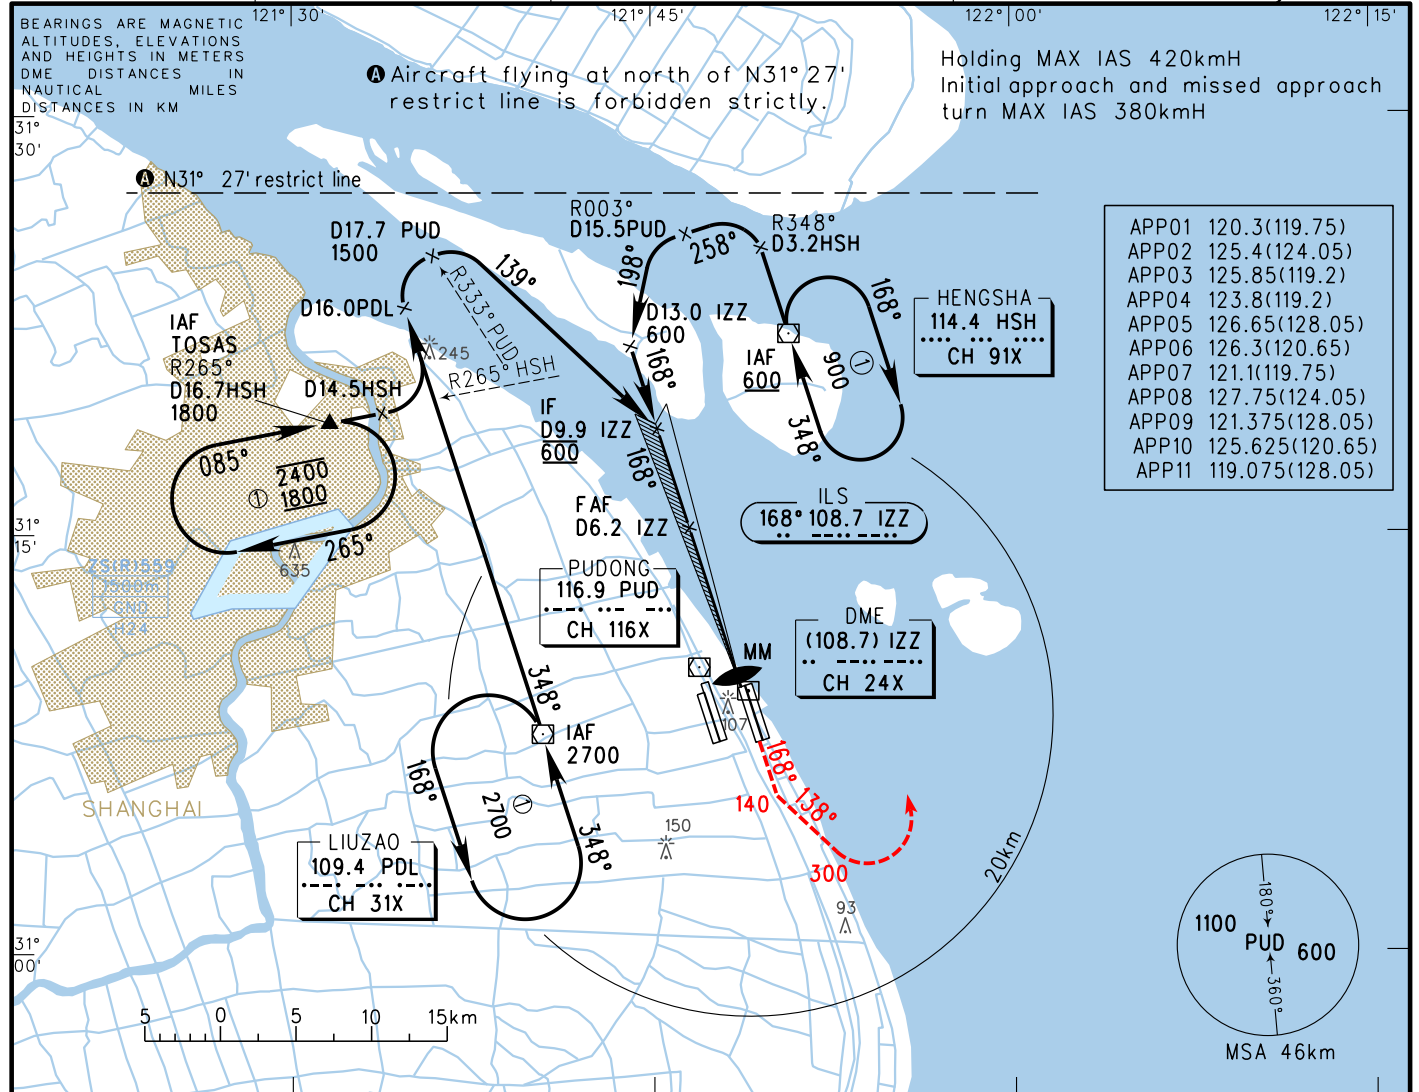 121° 30'
121° 45'
122° 00'
122° 15'
BEARINGS ARE MAGNETIC
ALTITUDES, ELEVATIONS
AND HEIGHTS IN METERS
DME DISTANCES IN
NAUTICAL MILES
DISTANCES IN KM
A Aircraft flying at north of N31° 27'
restrict line is forbidden strictly.
Holding MAX IAS 420kmH
Initial approach and missed approach
turn MAX IAS 380kmH
31°
30'
A N31° 27' restrict line
R003°
D15.5PUD
258°
R348°
D3.2HSH
198°
D17.7 PUD
1500
139°
R333° PUD
D16.0PDL
245
R265° HSH
IAF
TOSAS
R265°
D16.7HSH
1800
D14.5HSH
085°
2400
1800
①
265°
635
D13.0 IZZ
600
168°
IF
D9.9 IZZ
600
168°
FAF
D6.2 IZZ
IAF
600
900
①
168°
348°
HENGSHA
114.4 HSH
CH 91X
APP01 120.3(119.75)
APP02 125.4(124.05)
APP03 125.85(119.2)
APP04 123.8(119.2)
APP05 126.65(128.05)
APP06 126.3(120.65)
APP07 121.1(119.75)
APP08 127.75(124.05)
APP09 121.375(128.05)
APP10 125.625(120.65)
APP11 119.075(128.05)
ILS
168° 108.7 IZZ
31°
15'
ZS(R)559
1500m
GND
H24
PUDONG
116.9 PUD
CH 116X
DME
(108.7) IZZ
CH 24X
MM
107
348°
IAF
2700
168°
2700
①
348°
SHANGHAI
LIUZAO
109.4 PDL
CH 31X
150
93
168°
138°
140
300
20km
31°
00'
5 0 5 10 15km
1100
180°
PUD
360°
600
MSA 46km